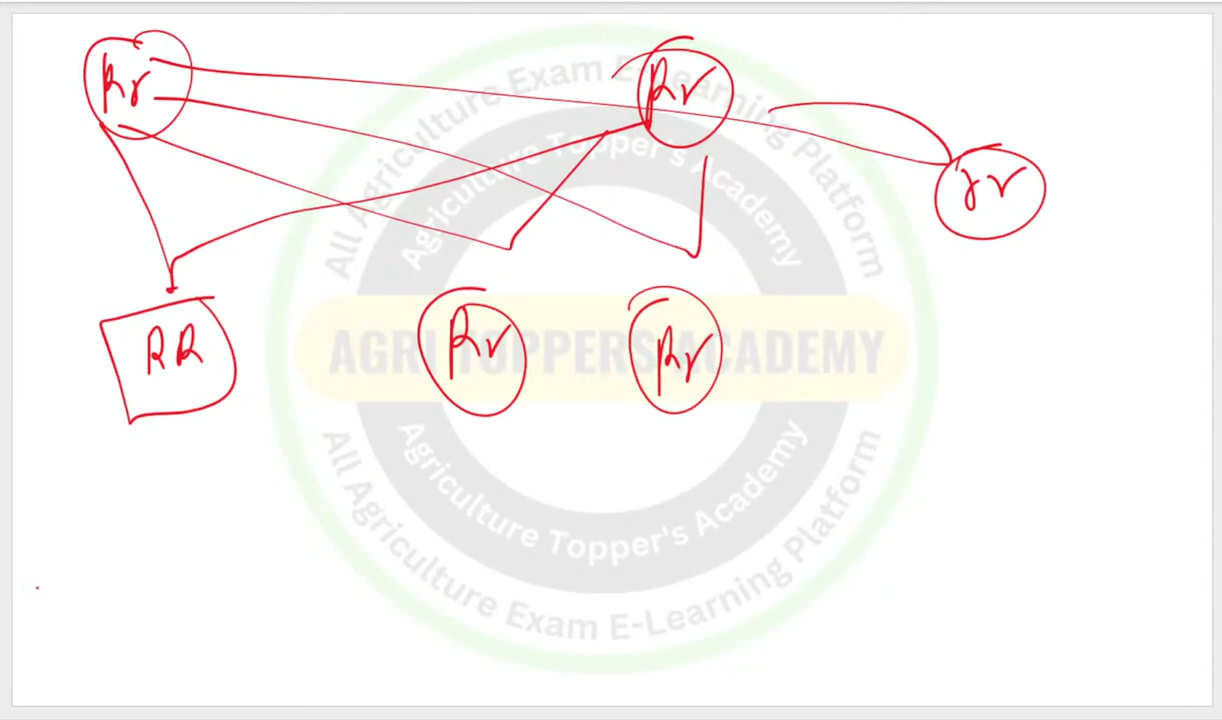 Rr
Rr
rr
RR
Rr
Rr
All Agriculture Exam E-Learning Platform
Agriculture Topper's Academy
AGRI TOPPERS ACADEMY
Agriculture Topper's Academy
All Agriculture Exam E-Learning Platform